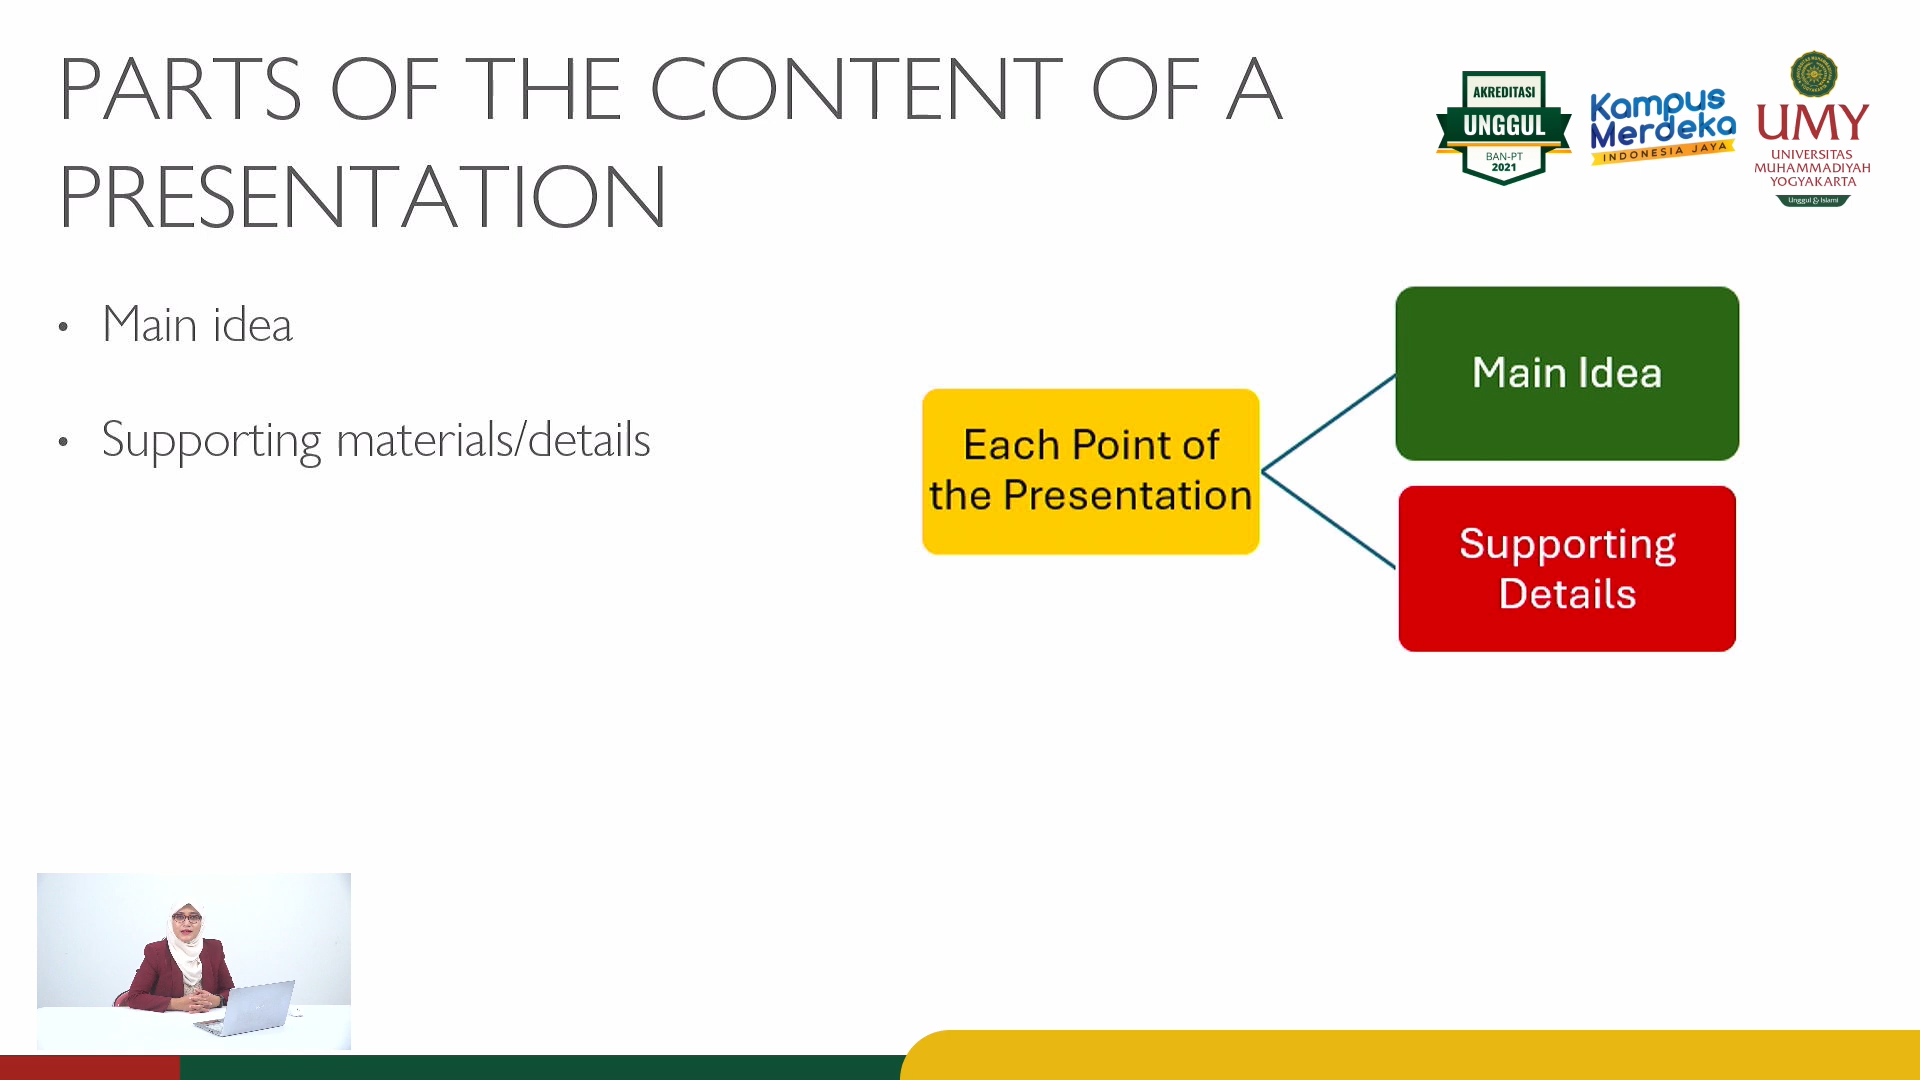 PARTS OF THE CONTENT OF A
PRESENTATION
AKREDITASI
UNGGUL
BAN-PT
2021
Kampus
Merdeka
INDONESIA JAYA
UMY
UNIVERSITAS
MUHAMMADIYAH
YOGYAKARTA
Unggul & Islami
• Main idea
• Supporting materials/details
Each Point of
the Presentation
Main Idea
Supporting
Details